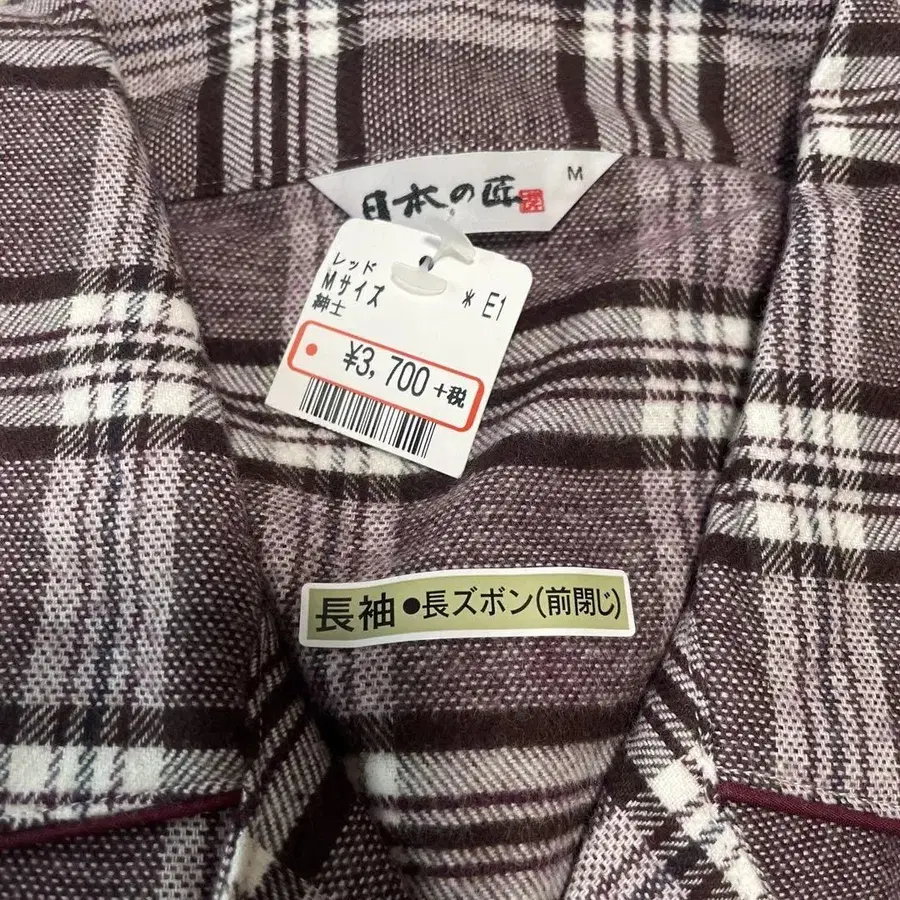 M
日本の匠
レッド
Mサイズ
紳士
* E1
¥3,700 +税
長袖●長ズボン(前閉じ)